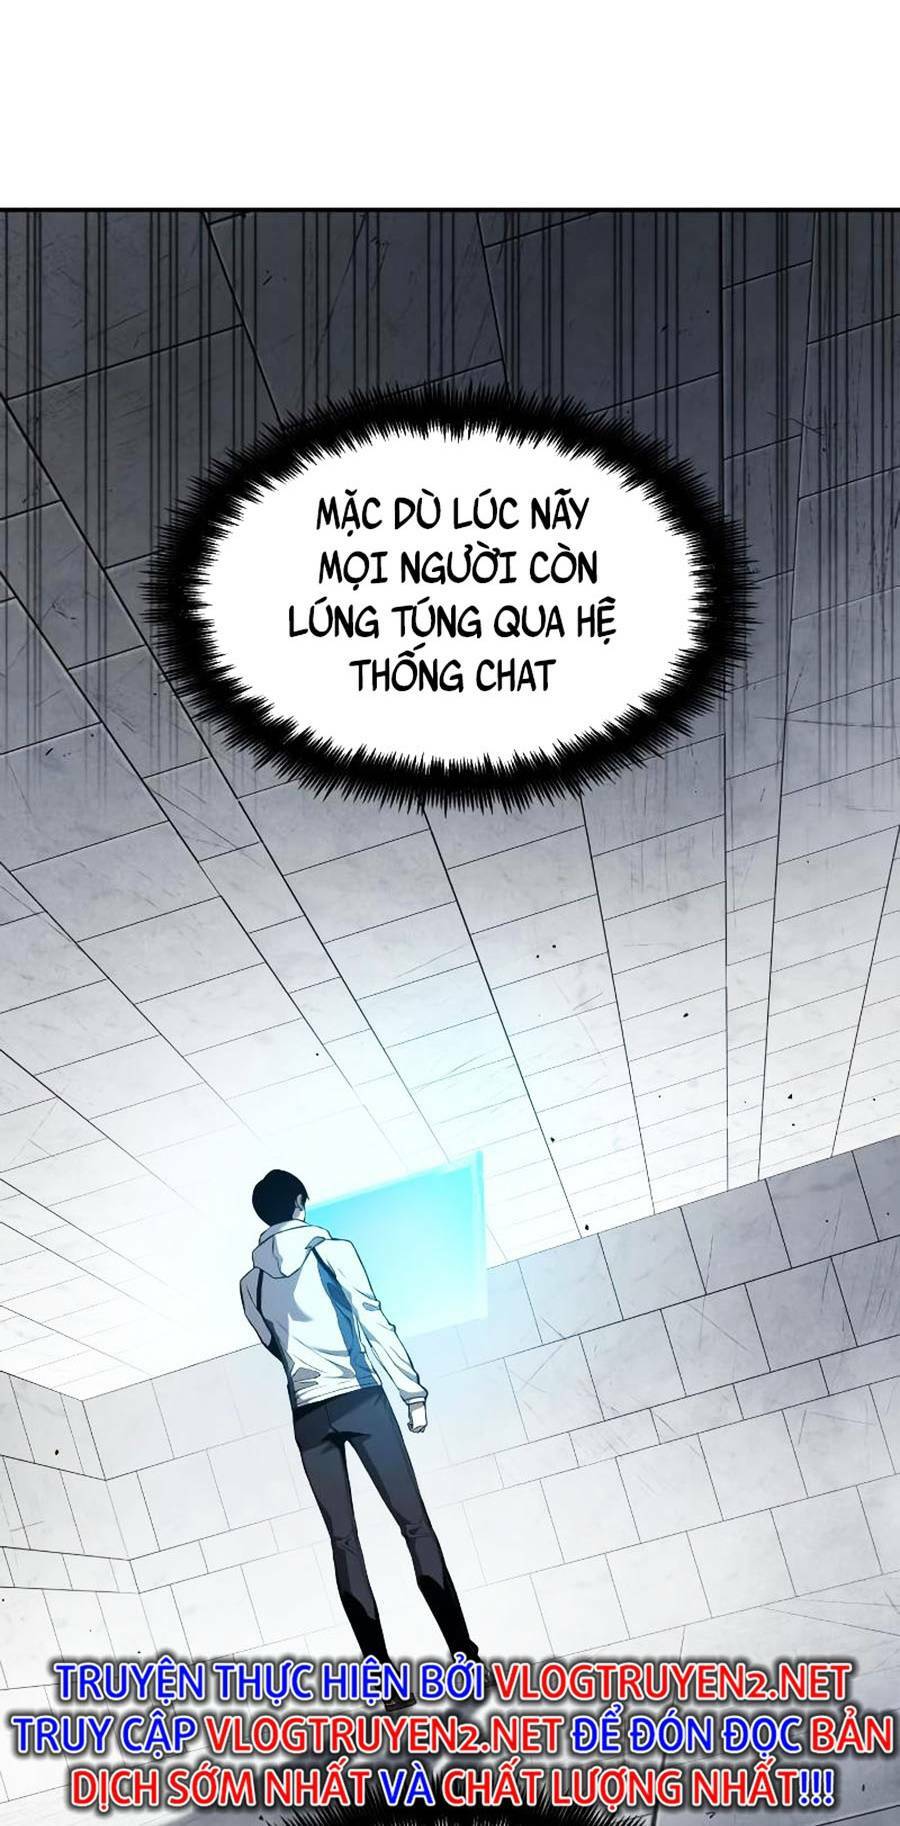 MẶC DÙ LÚC NÃY
MỌI NGƯỜI CÒN
LÚNG TÚNG QUA HỆ
THỐNG CHAT
TRUYỆN THỰC HIỆN BỞI VLOGTRUYEN2.NET
TRUY CẬP VLOGTRUYEN2.NET ĐỂ ĐÓN ĐỌC BẢN
DỊCH SỚM NHẤT VÀ CHẤT LƯỢNG NHẤT!!!